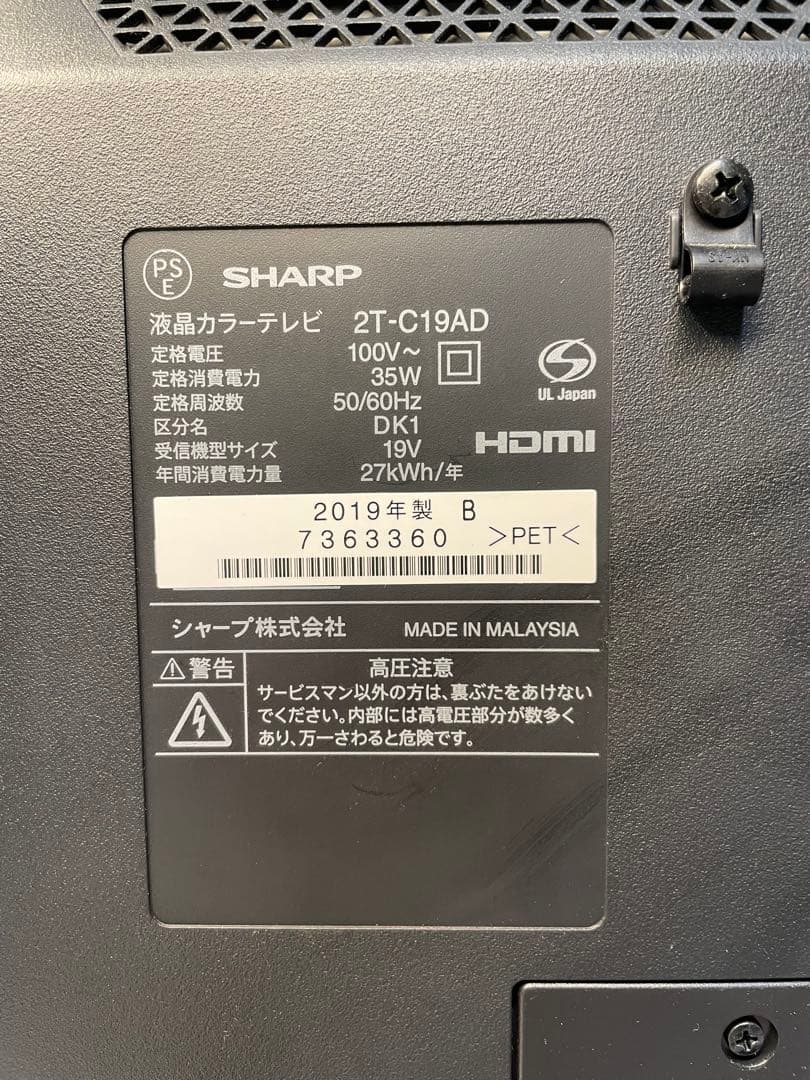 PS
E
SHARP
液晶カラーテレビ 2T-C19AD
定格電圧 100V～
定格消費電力 35W
定格周波数 50/60Hz
区分名 DK1
受信機型サイズ 19V
年間消費電力量 27kWh/年
UL Japan
HDMI
2019年製 B
7363360 >PET<
シャープ株式会社 MADE IN MALAYSIA
⚠警告 高圧注意
サービスマン以外の方は、裏ぶたをあけない
でください。内部には高電圧部分が数多く
あり、万一さわると危険です。